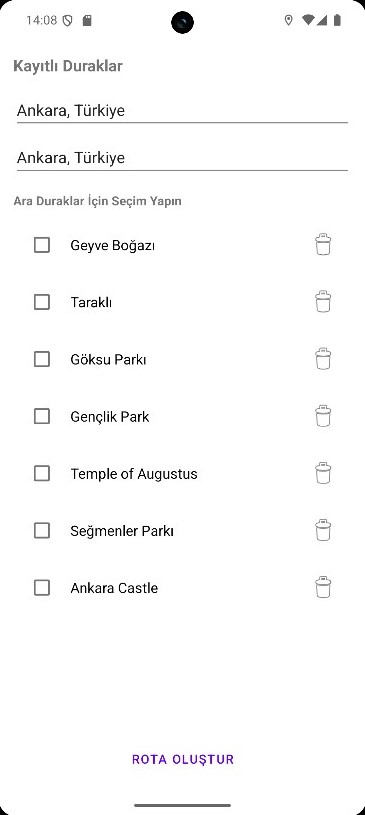 14:08
Kayıtlı Duraklar
Ankara, Türkiye
Ankara, Türkiye
Ara Duraklar İçin Seçim Yapın
Geyve Boğazı
Taraklı
Göksu Parkı
Gençlik Park
Temple of Augustus
Seğmenler Parkı
Ankara Castle
ROTA OLUŞTUR